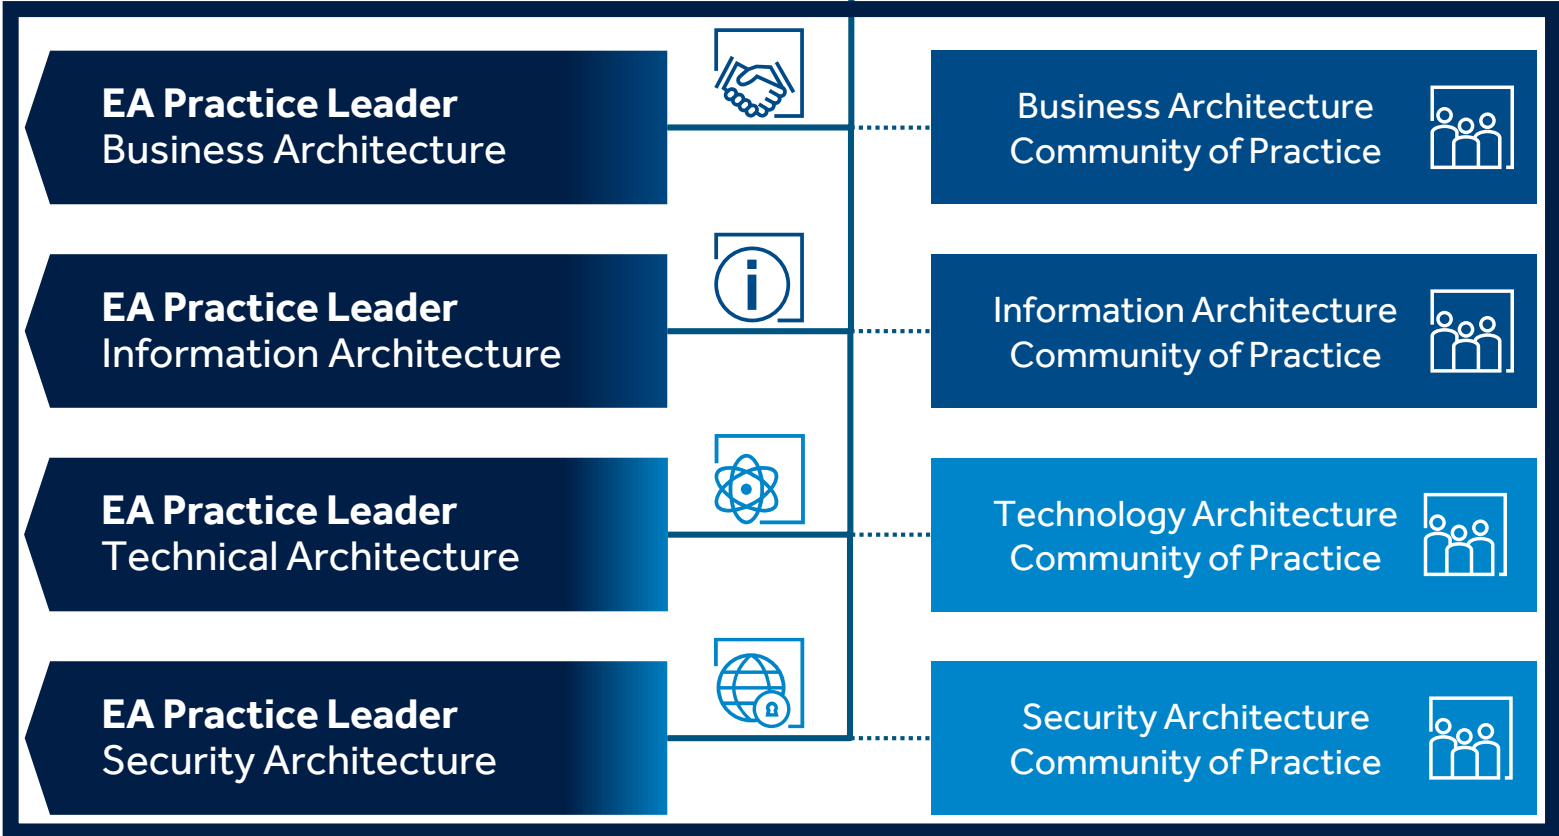 EA Practice Leader
Business Architecture
Business Architecture
Community of Practice
EA Practice Leader
Information Architecture
Information Architecture
Community of Practice
EA Practice Leader
Technical Architecture
Technology Architecture
Community of Practice
EA Practice Leader
Security Architecture
Security Architecture
Community of Practice